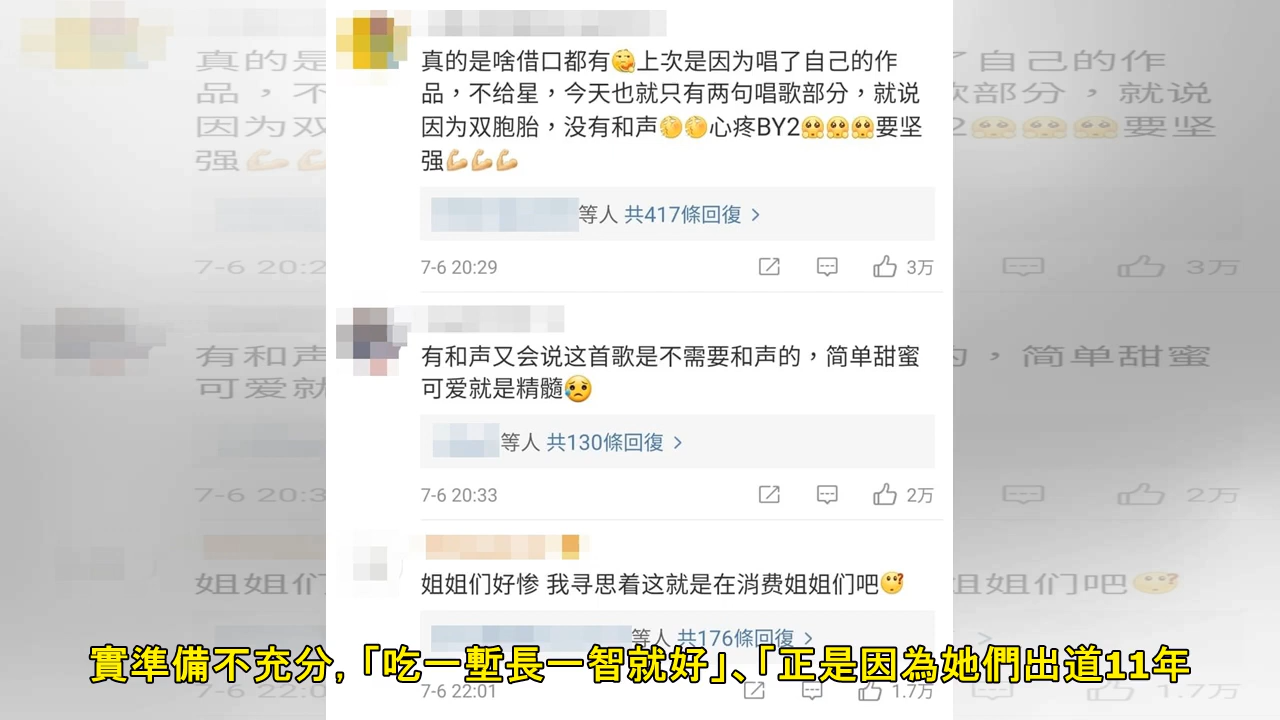 真的是啥借口都有🤔上次是因为唱了自己的作
品，不给星，今天也就只有两句唱歌部分，就说
因为双胞胎，没有和声🤭🤭心疼BY2🥺🥺🥺要坚
强💪💪💪
等人 共417條回復 >
7-6 20:29
3万
有和声又会说这首歌是不需要和声的，简单甜蜜
可爱就是精髓😥
等人 共130條回復 >
7-6 20:33
2万
姐姐们好惨 我寻思着这就是在消费姐姐们吧
等人 共176條回復 >
實準備不充分,「吃一塹長一智就好」、「正是因為她們出道11年
7-6 22:01
1.7万